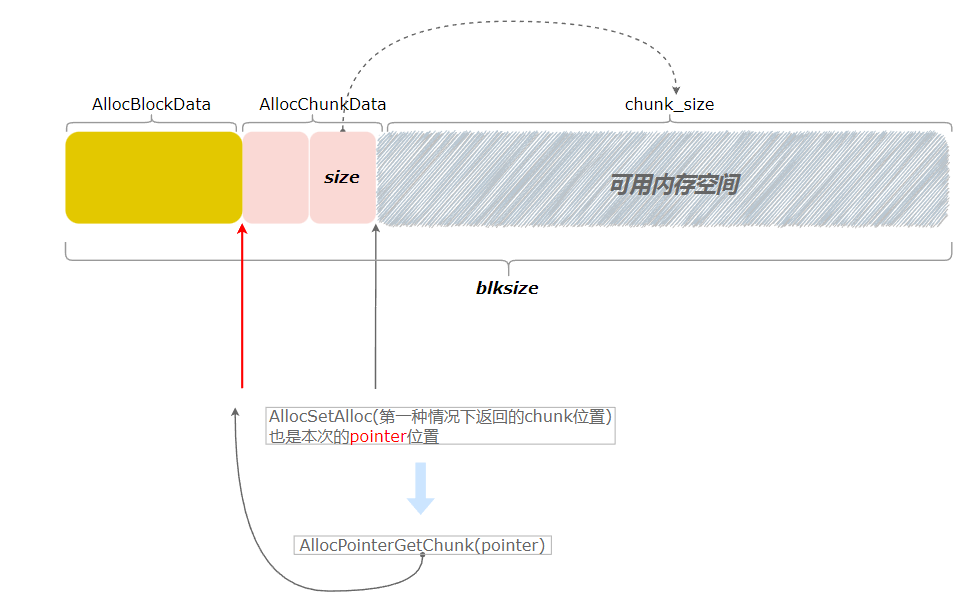 AllocBlockData
AllocChunkData
chunk_size
size
可用内存空间
blksize
AllocSetAlloc(第一种情况下返回的chunk位置)
也是本次的pointer位置
AllocPointerGetChunk(pointer)